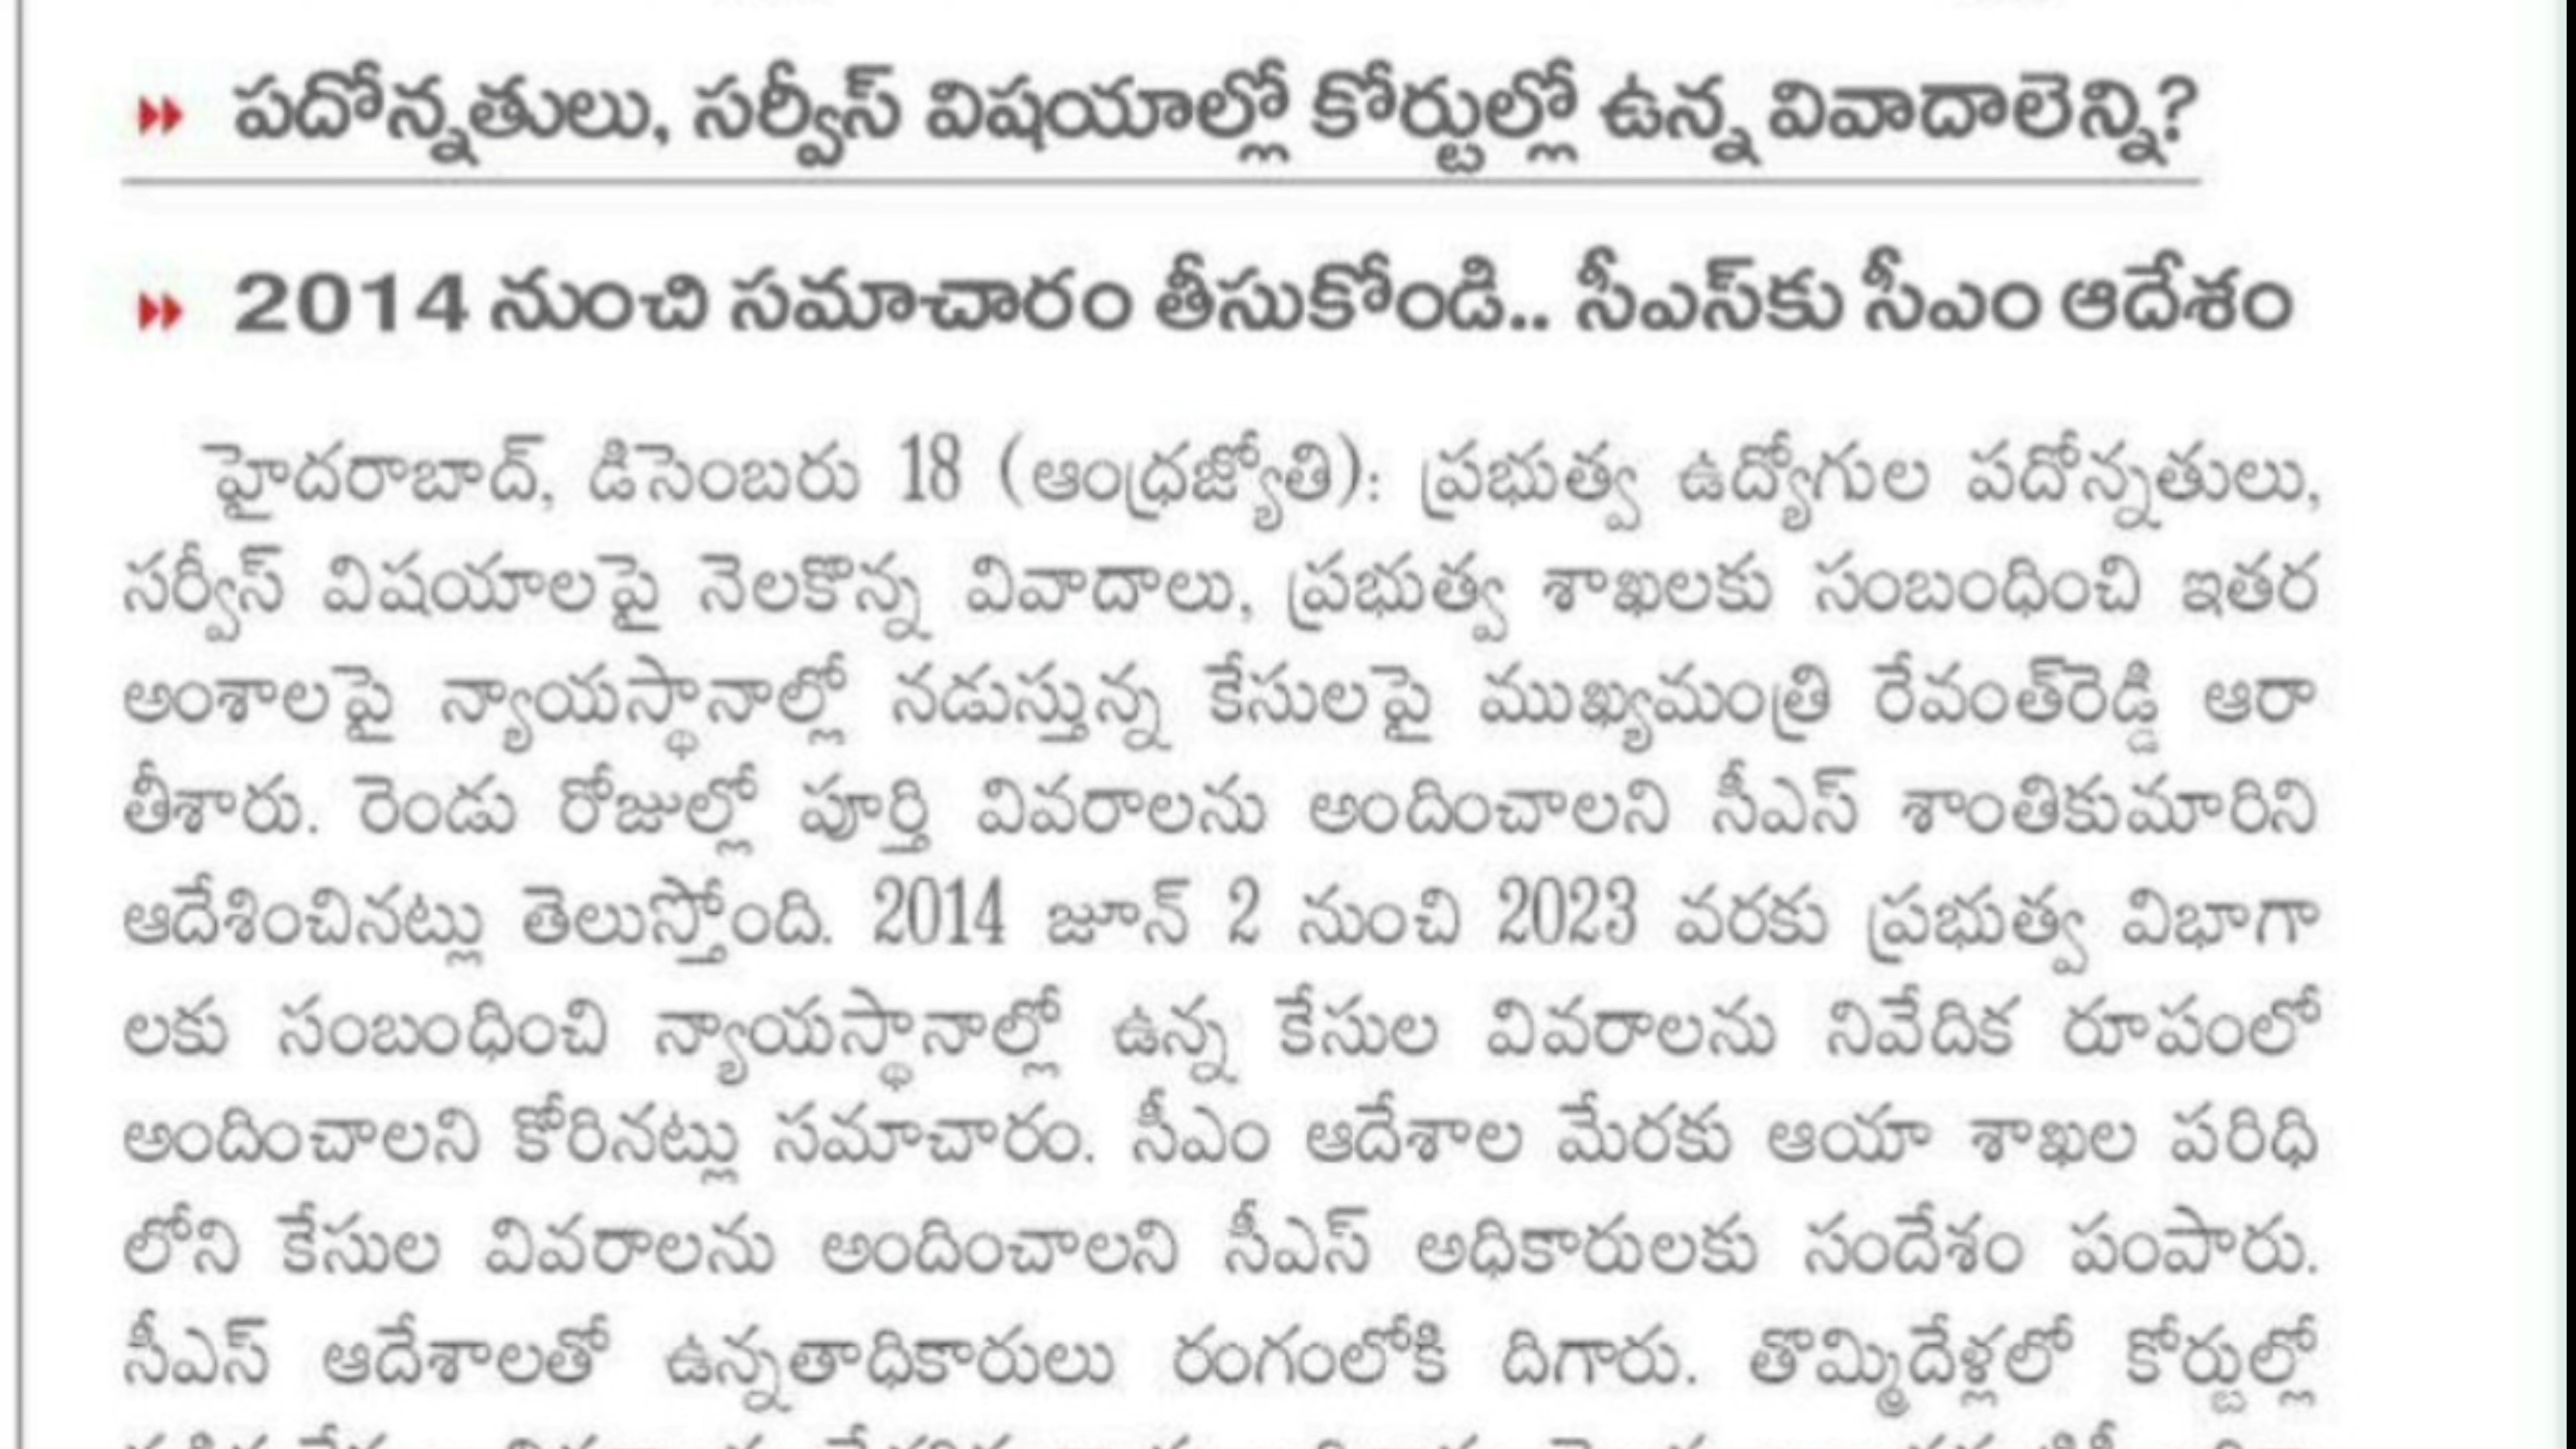 పదోన్నతులు, సర్వీస్ విషయాల్లో కోర్టుల్లో ఉన్న వివాదాలెన్ని?
2014 నుంచి సమాచారం తీసుకోండి.. సీఎస్‌కు సీఎం ఆదేశం
హైదరాబాద్, డిసెంబరు 18 (ఆంధ్రజ్యోతి): ప్రభుత్వ ఉద్యోగుల పదోన్నతులు,
సర్వీస్ విషయాలపై నెలకొన్న వివాదాలు, ప్రభుత్వ శాఖలకు సంబంధించి ఇతర
అంశాలపై న్యాయస్థానాల్లో నడుస్తున్న కేసులపై ముఖ్యమంత్రి రేవంత్‌రెడ్డి ఆరా
తీశారు. రెండు రోజుల్లో పూర్తి వివరాలను అందించాలని సీఎస్ శాంతికుమారిని
ఆదేశించినట్లు తెలుస్తోంది. 2014 జూన్ 2 నుంచి 2023 వరకు ప్రభుత్వ విభాగా
లకు సంబంధించి న్యాయస్థానాల్లో ఉన్న కేసుల వివరాలను నివేదిక రూపంలో
అందించాలని కోరినట్లు సమాచారం. సీఎం ఆదేశాల మేరకు ఆయా శాఖల పరిధి
లోని కేసుల వివరాలను అందించాలని సీఎస్ అధికారులకు సందేశం పంపారు.
సీఎస్ ఆదేశాలతో ఉన్నతాధికారులు రంగంలోకి దిగారు. తొమ్మిదేళ్లలో కోర్టుల్లో